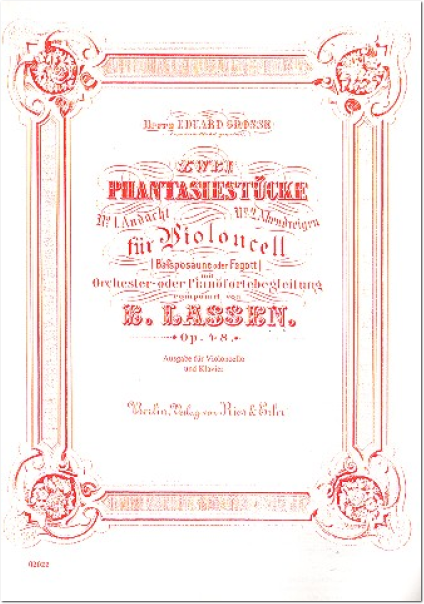 Herrn EDUARD GROSSE
ZWEI
PHANTASIESTÜCKE
No. 1. Andacht No. 2. Abendreigen
für Violoncell
(Bassposaune oder Fagott)
mit
Orchester- oder Pianofortebegleitung
componirt von
E. LASSEN.
Op. 48.
Ausgabe für Violoncello
und Klavier
Berlin, Verlag von Ries & Erler